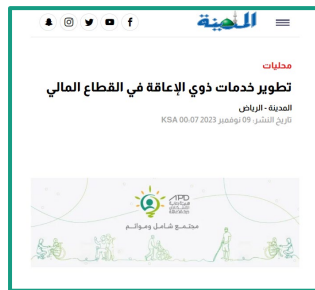 المدينة
محليات
تطوير خدمات ذوي الإعاقة في القطاع المالي
المدينة - الرياض
تاريخ النشر: 09 نوفمبر 2023 00:07 KSA
APD
مجتمع شامل وموائم